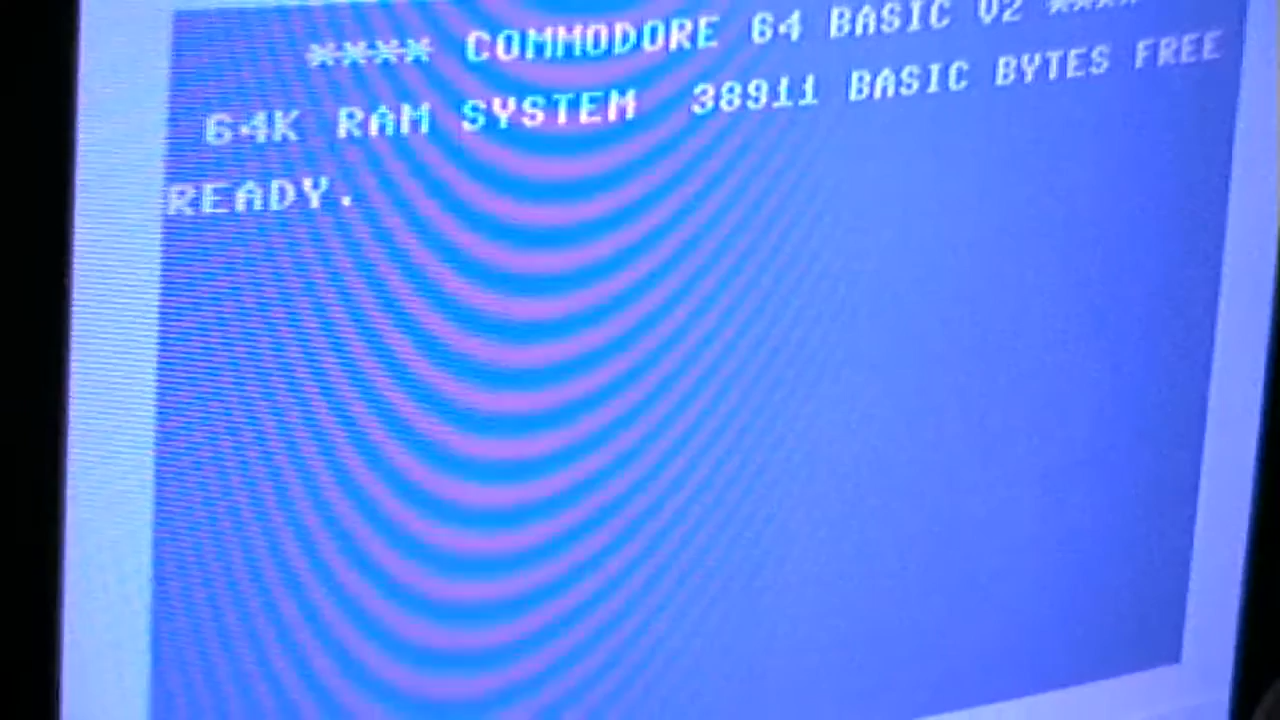 **** COMMODORE 64 BASIC V2 ****
64K RAM SYSTEM  38911 BASIC BYTES FREE
READY.